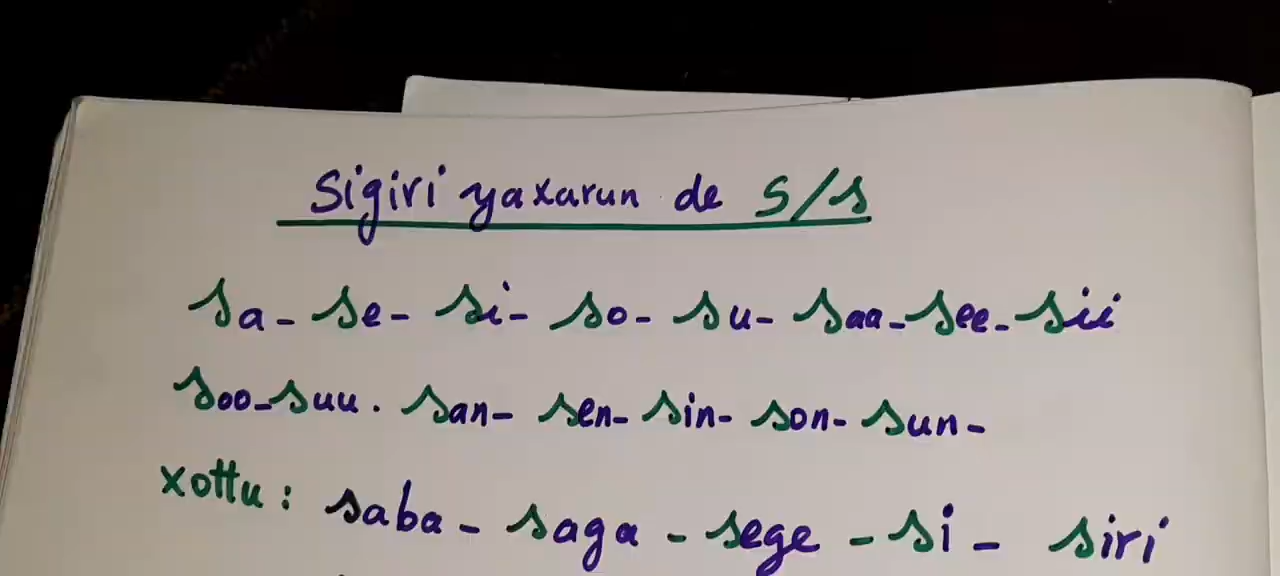 Sigiri yaxarun de S/s
sa - se - si - so - su - saa - see - sii
soo - suu. san - sen - sin - son - sun -
xottu: saba - saga - sege - si - siri